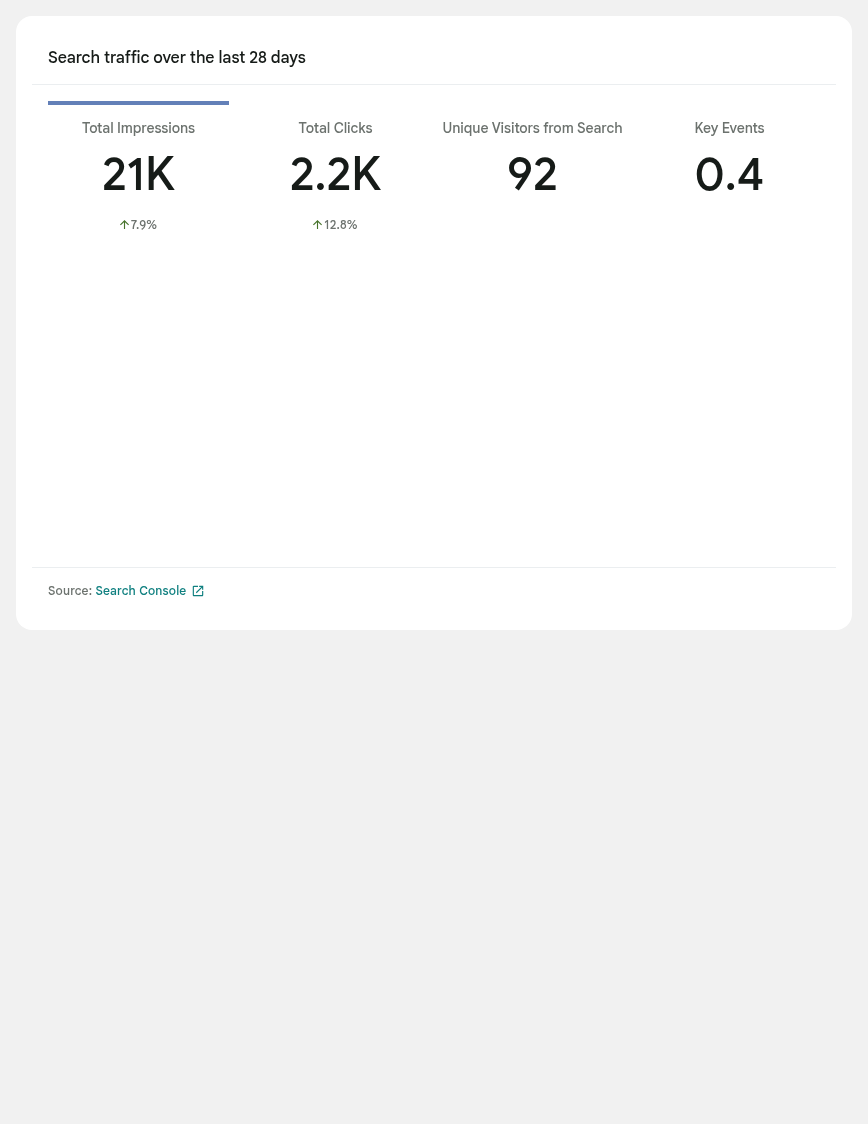 Search traffic over the last 28 days
Total Impressions
21K
↑7.9%
Total Clicks
2.2K
↑12.8%
Unique Visitors from Search
92
Key Events
0.4
Source: Search Console